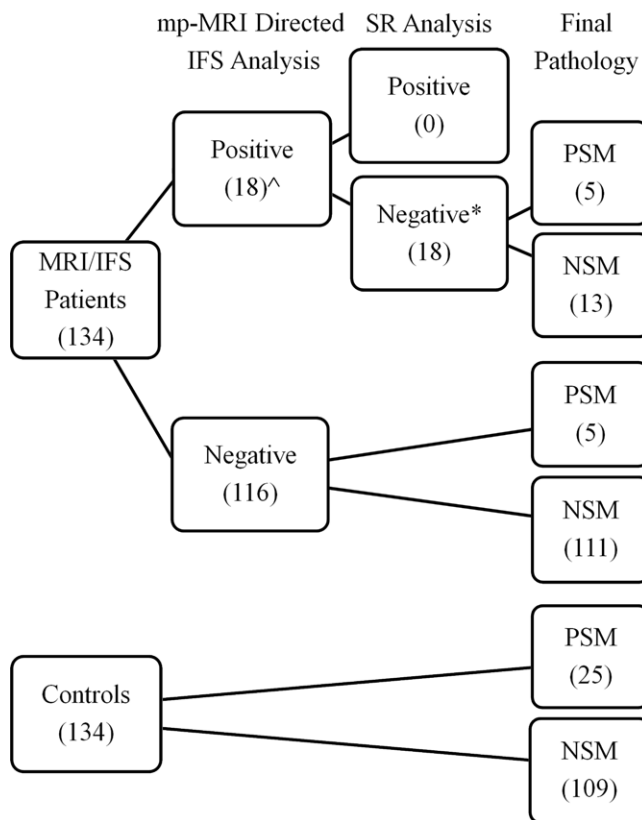 mp-MRI Directed
IFS Analysis
SR Analysis
Final
Pathology
Positive
(0)
Positive
(18)^
PSM
(5)
Negative*
(18)
MRI/IFS
Patients
(134)
NSM
(13)
PSM
(5)
Negative
(116)
NSM
(111)
PSM
(25)
Controls
(134)
NSM
(109)